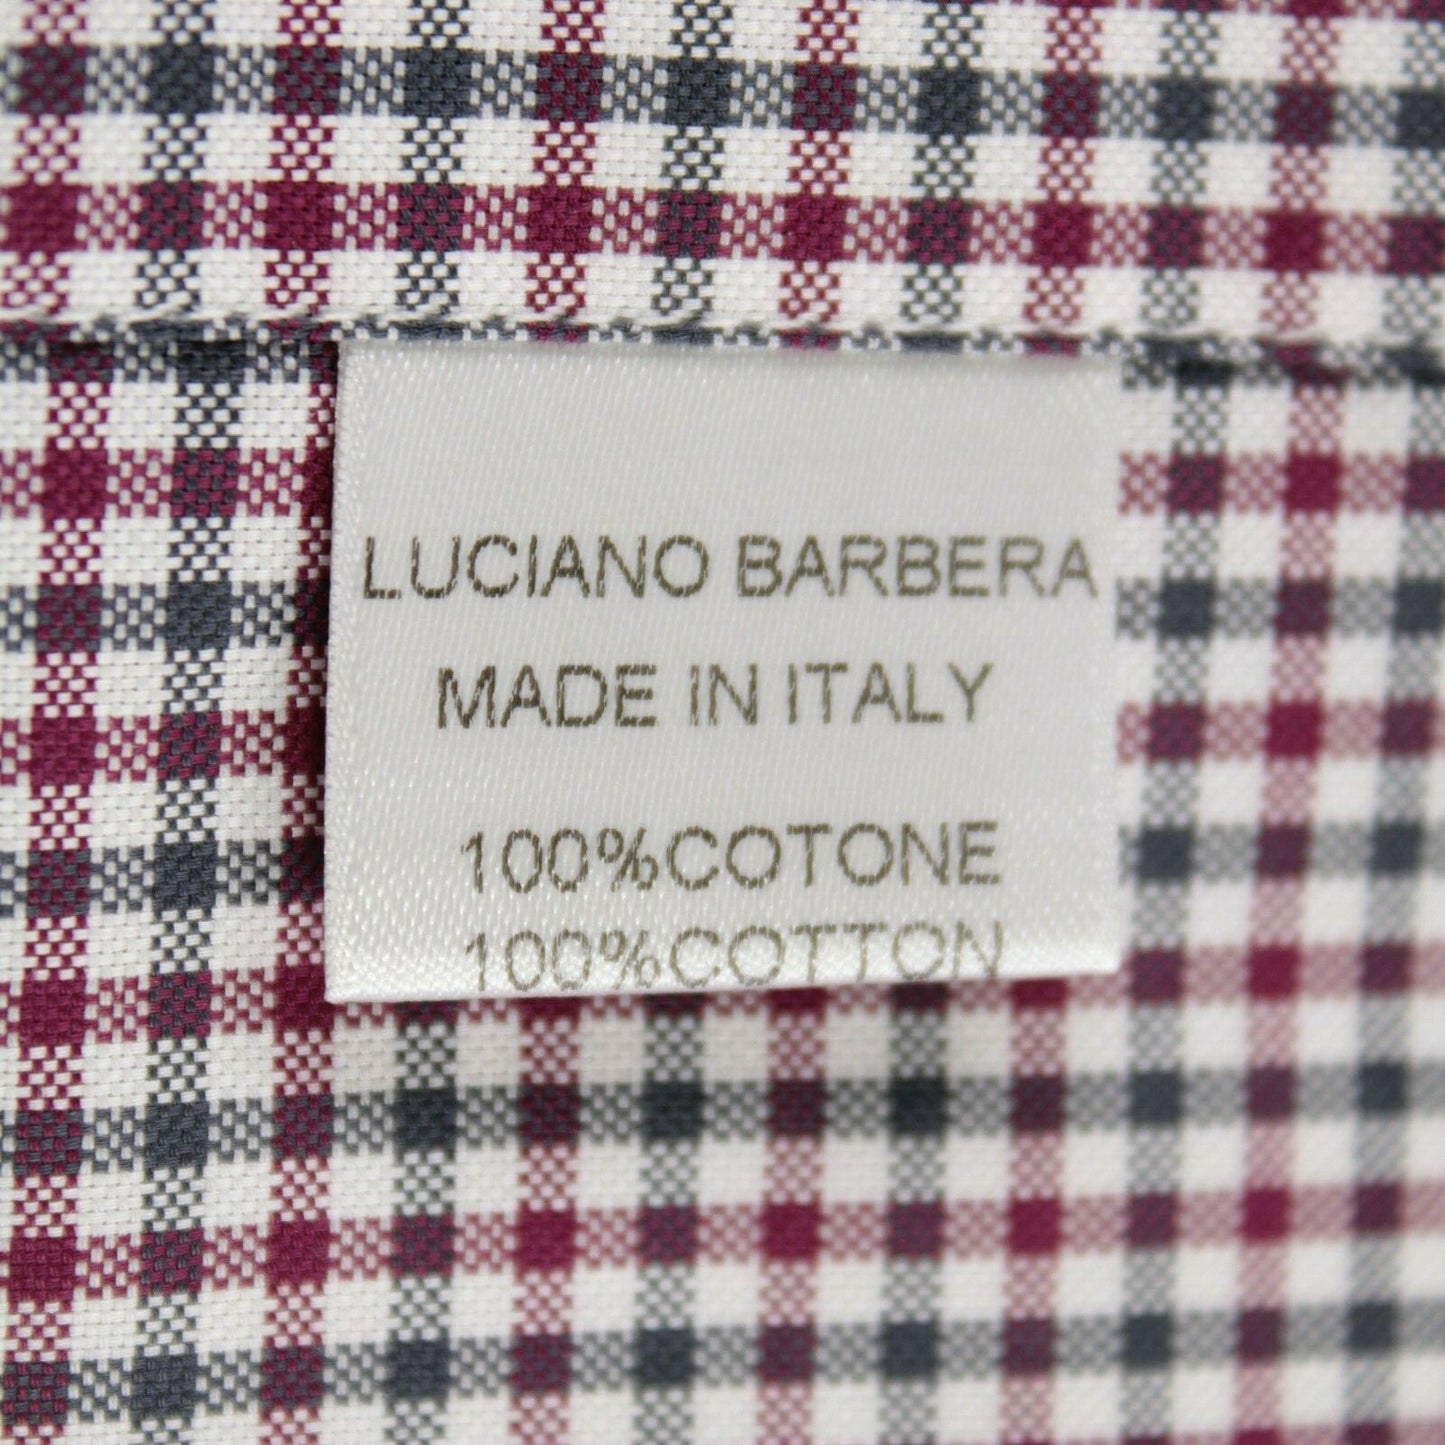 LUCIANO BARBERA
MADE IN ITALY
100%COTONE
100%COTTON